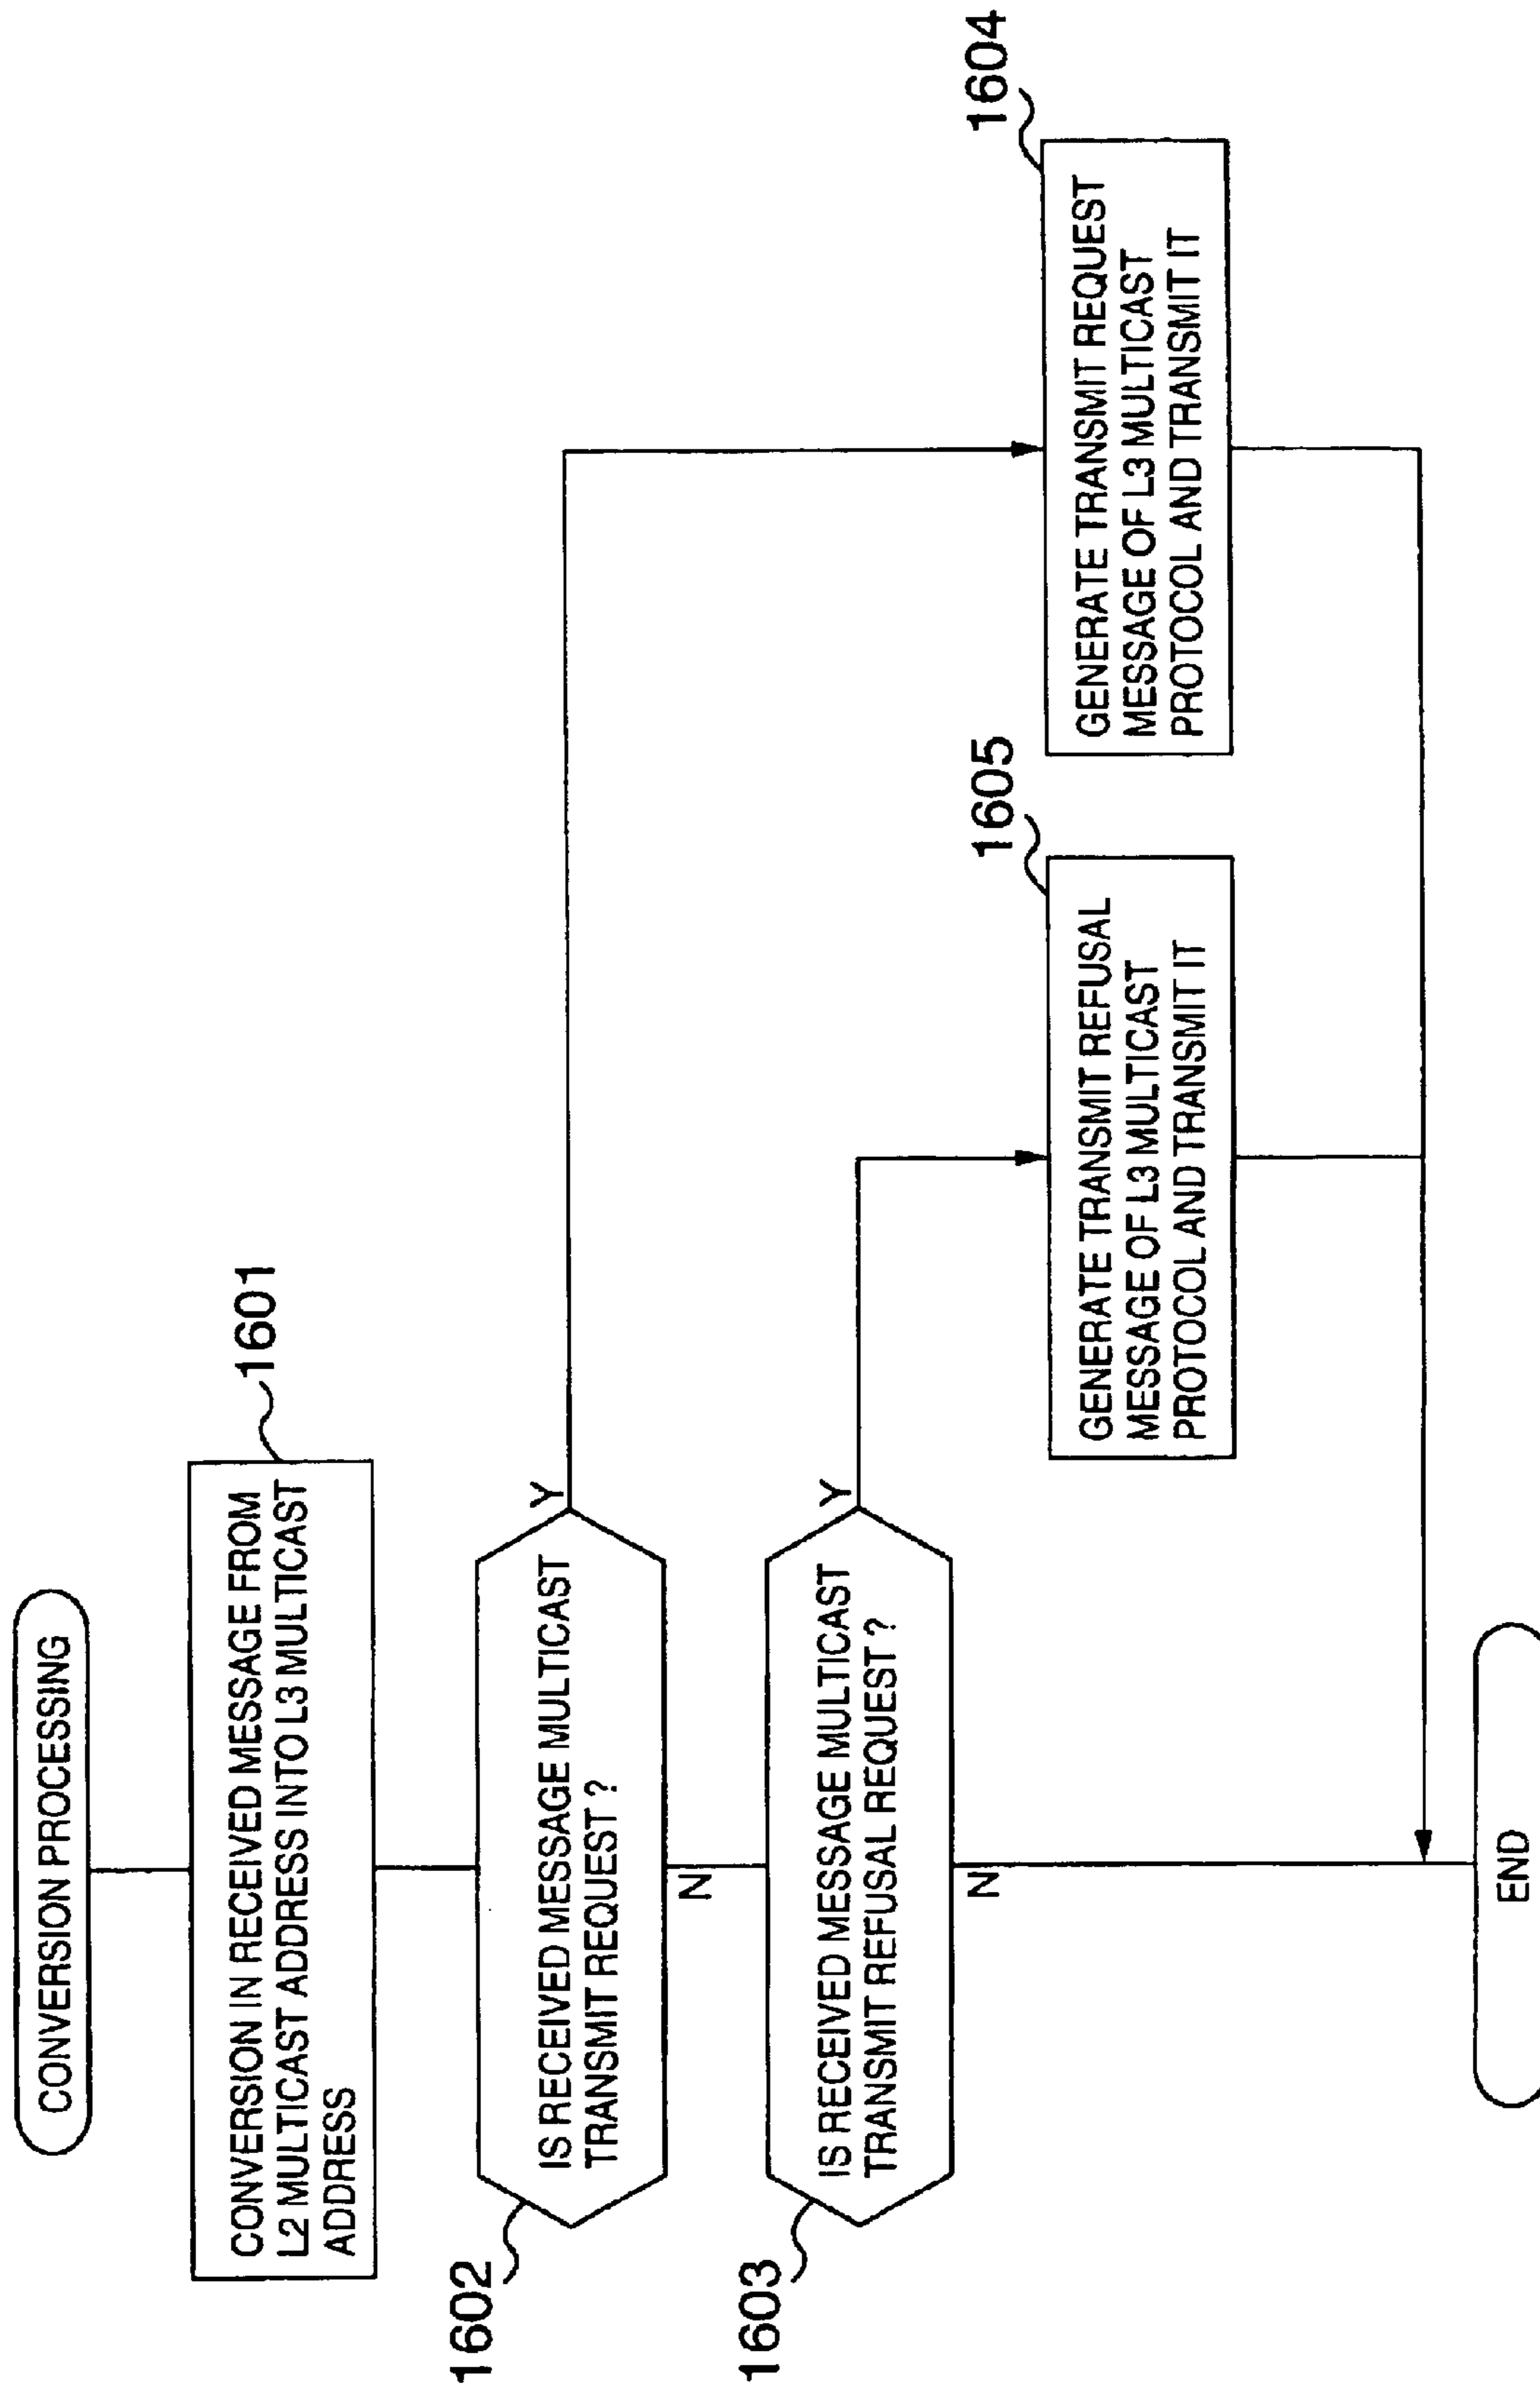 CONVERSION PROCESSING
1601
CONVERSION IN RECEIVED MESSAGE FROM
L2 MULTICAST ADDRESS INTO L3 MULTICAST
ADDRESS
1602
IS RECEIVED MESSAGE MULTICAST
TRANSMIT REQUEST ?
Y
N
1603
IS RECEIVED MESSAGE MULTICAST
TRANSMIT REFUSAL REQUEST ?
Y
N
1605
GENERATE TRANSMIT REFUSAL
MESSAGE OF L3 MULTICAST
PROTOCOL AND TRANSMIT IT
1604
GENERATE TRANSMIT REQUEST
MESSAGE OF L3 MULTICAST
PROTOCOL AND TRANSMIT IT
END